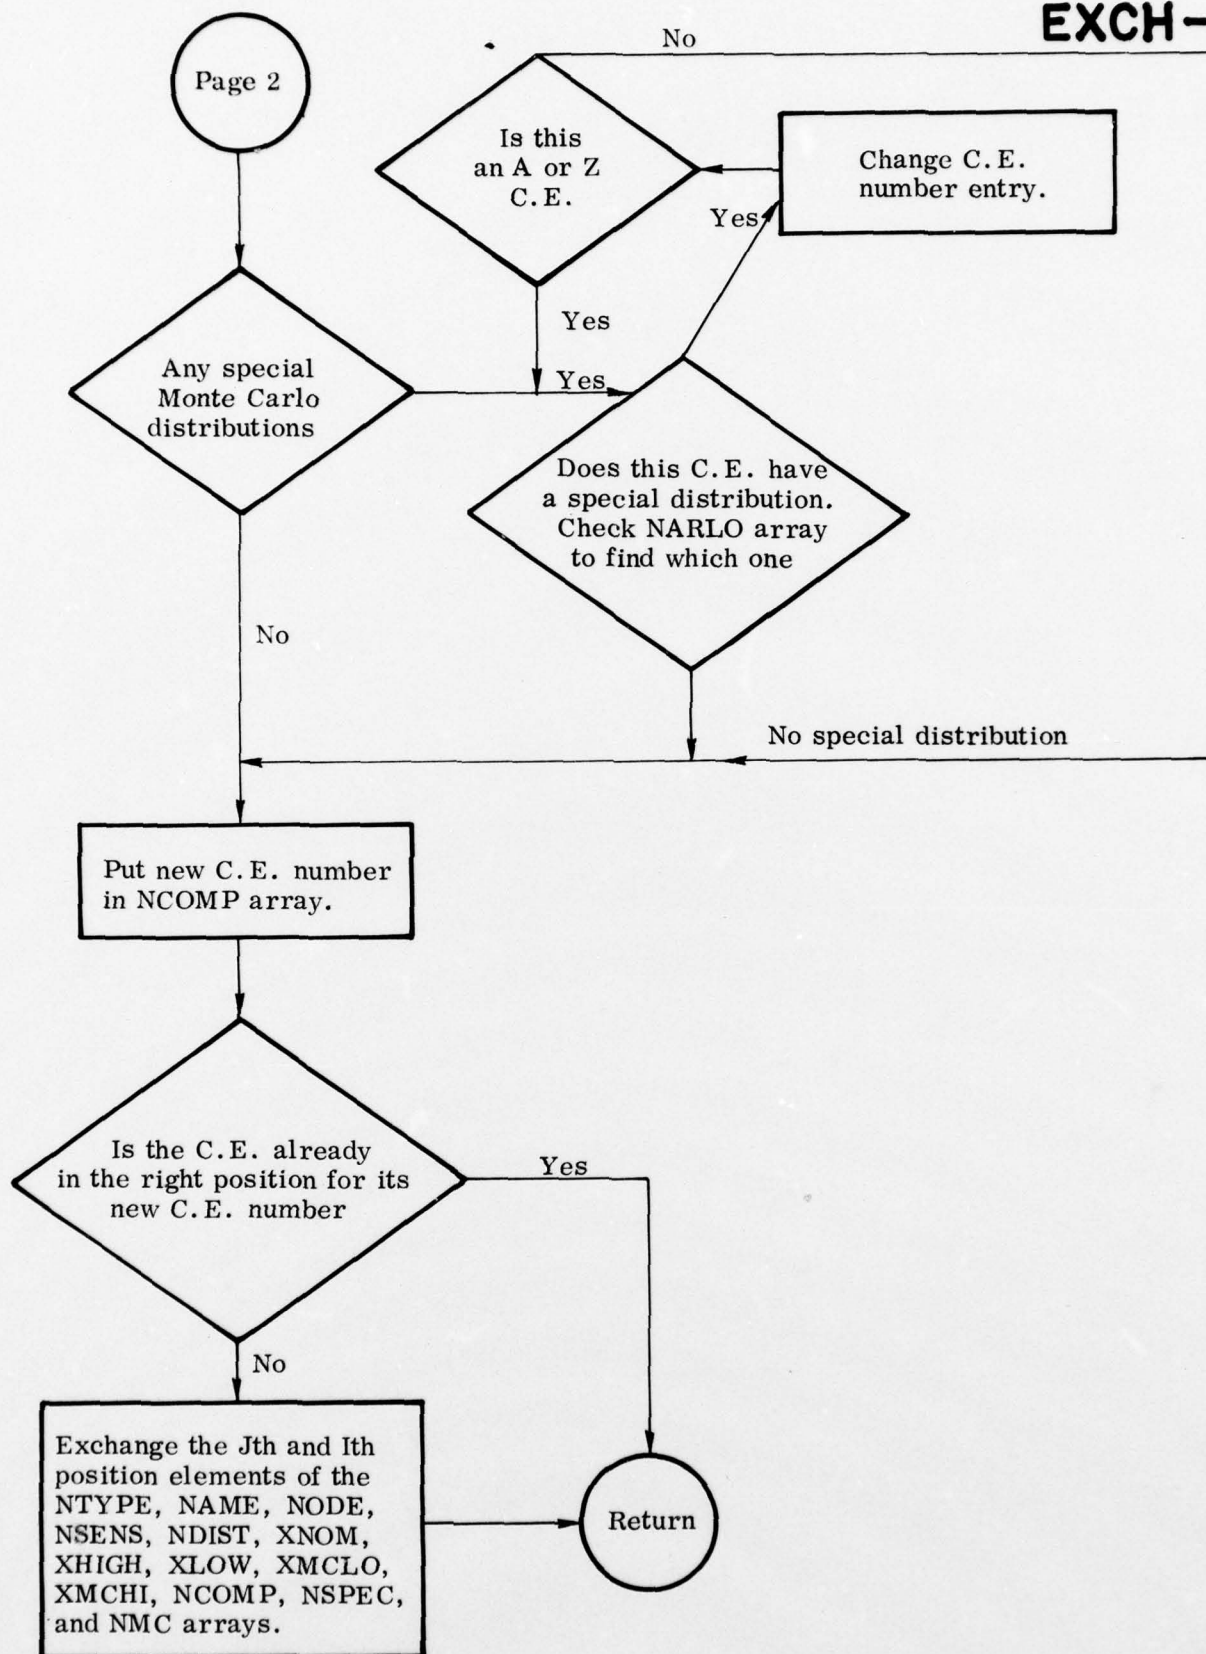 EXCH-
Page 2
No
Is this
an A or Z
C.E.
Change C.E.
number entry.
Yes
Yes
Any special
Monte Carlo
distributions
Yes
Does this C.E. have
a special distribution.
Check NARLO array
to find which one
No
No special distribution
Put new C.E. number
in NCOMP array.
Is the C.E. already
in the right position for its
new C.E. number
Yes
No
Exchange the Jth and Ith
position elements of the
NTYPE, NAME, NODE,
NSENS, NDIST, XNOM,
XHIGH, XLOW, XMCLO,
XMCHI, NCOMP, NSPEC,
and NMC arrays.
Return